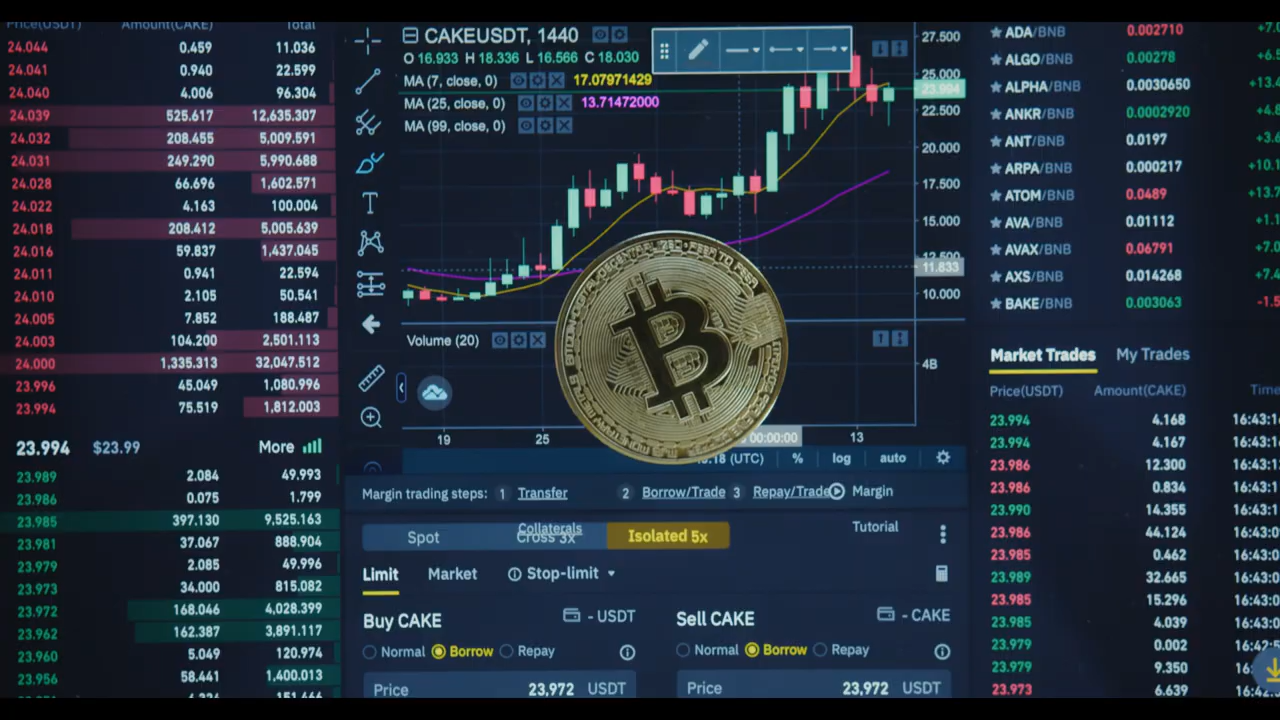 Price(USDT) Amount(CAKE) Total
24.044 0.459 11.036
24.041 0.940 22.599
24.040 4.006 96.304
24.039 525.617 12,635.307
24.032 208.455 5,009.591
24.031 249.290 5,990.688
24.028 66.696 1,602.571
24.022 4.163 100.004
24.018 208.412 5,005.639
24.016 59.837 1,437.045
24.011 0.941 22.594
24.010 2.105 50.541
24.005 7.852 188.487
24.003 104.200 2,501.113
24.000 1,335.313 32,047.512
23.996 45.049 1,080.996
23.994 75.519 1,812.003
23.994 $23.99 More
23.989 2.084 49.993
23.986 0.075 1.799
23.985 397.130 9,525.163
23.981 37.067 888.904
23.979 2.085 49.996
23.973 34.000 815.082
23.972 168.046 4,028.399
23.962 162.387 3,891.117
23.960 5.049 120.974
23.956 58.441 1,400.013
CAKEUSDT, 1440
O 16.933 H 18.336 L 16.566 C 18.030
MA (7, close, 0) 17.07971429
MA (25, close, 0) 13.71472000
MA (99, close, 0)
27.500
25.000
23.994
22.500
20.000
17.500
15.000
12.500
11.833
10.000
Volume (20)
4B
19 25 00:00:00 13
(UTC) % log auto
Margin trading steps: 1 Transfer 2 Borrow/Trade 3 Repay/Trade Margin
Collaterals Tutorial
Spot Cross 3x Isolated 5x
Limit Market Stop-limit
Buy CAKE - USDT
Normal Borrow Repay
Price 23,972 USDT
Sell CAKE - CAKE
Normal Borrow Repay
Price 23,972 USDT
ADA/BNB 0.002710
ALGO/BNB 0.00278
ALPHA/BNB 0.0030650
ANKR/BNB 0.0002920
ANT/BNB 0.0197
ARPA/BNB 0.000217
ATOM/BNB 0.0489
AVA/BNB 0.01112
AVAX/BNB 0.06791
AXS/BNB 0.014268
BAKE/BNB 0.003063
Market Trades My Trades
Price(USDT) Amount(CAKE) Time
23.994 4.168
23.994 4.167
23.986 12.300
23.986 0.834
23.990 14.355
23.986 44.124
23.985 0.462
23.989 32.665
23.985 15.296
23.985 4.039
23.979 0.002
23.979 9.350
23.973 6.639